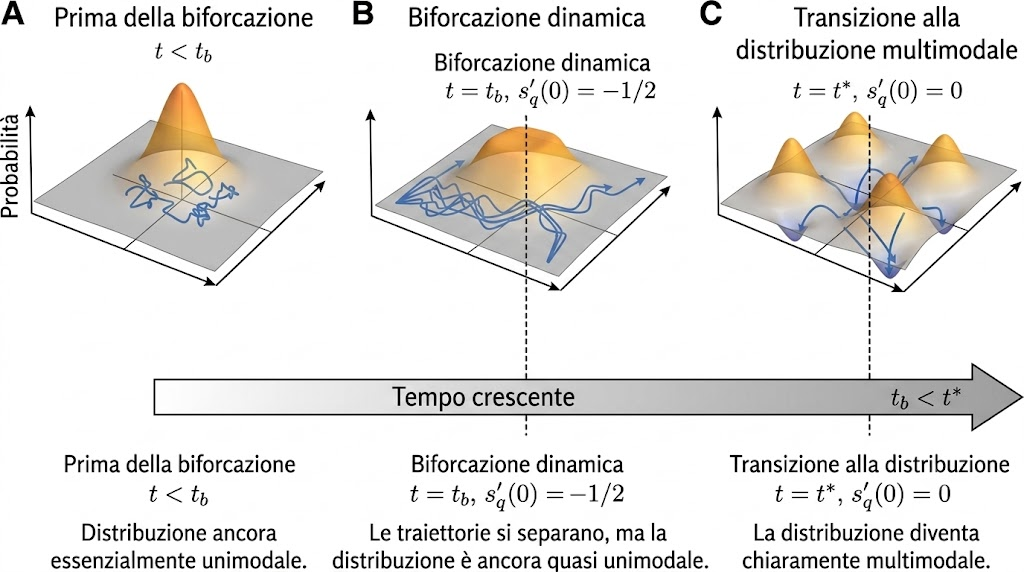 A Prima della biforcazione
t < t_b
B Biforcazione dinamica
Biforcazione dinamica
t = t_b, s′_q(0) = −1/2
C Transizione alla
distribuzione multimodale
t = t*, s′_q(0) = 0
Probabilità
Tempo crescente
t_b < t*
Prima della biforcazione
t < t_b
Distribuzione ancora
essenzialmente unimodale.
Biforcazione dinamica
t = t_b, s′_q(0) = −1/2
Le traiettorie si separano, ma la
distribuzione è ancora quasi unimodale.
Transizione alla distribuzione
t = t*, s′_q(0) = 0
La distribuzione diventa
chiaramente multimodale.